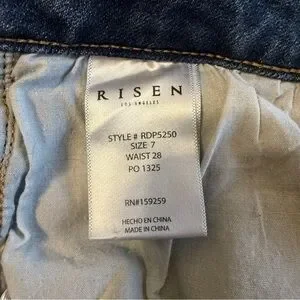 RISEN
LOS ANGELES
STYLE # RDP5250
SIZE 7
WAIST 28
PO 1325
RN#159259
HECHO EN CHINA
MADE IN CHINA